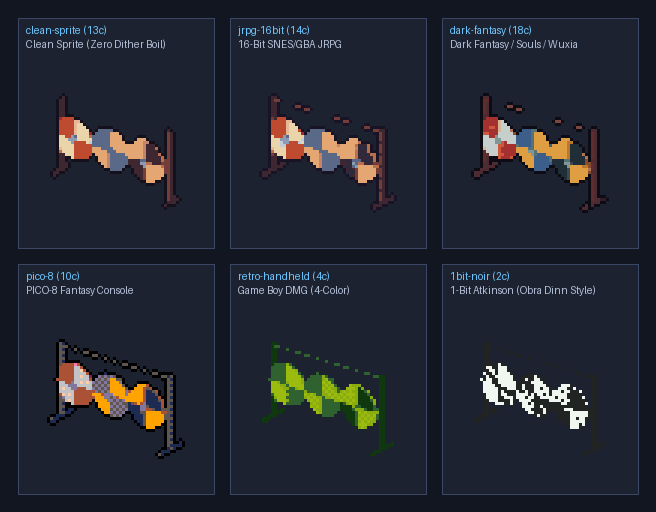 clean-sprite (13c)
Clean Sprite (Zero Dither Boil)
jrpg-16bit (14c)
16-Bit SNES/GBA JRPG
dark-fantasy (18c)
Dark Fantasy / Souls / Wuxia
pico-8 (10c)
PICO-8 Fantasy Console
retro-handheld (4c)
Game Boy DMG (4-Color)
1bit-noir (2c)
1-Bit Atkinson (Obra Dinn Style)